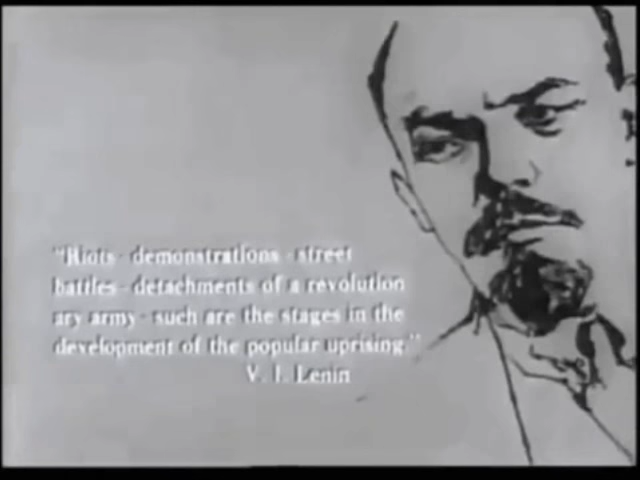 "Riots - demonstrations - street
battles - detachments of a revolution
ary army - such are the stages in the
development of the popular uprising."
V. I. Lenin